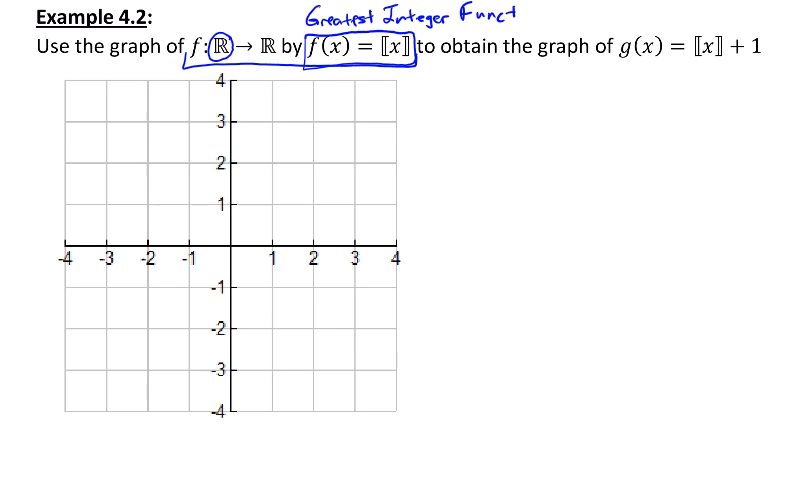 Example 4.2:
Greatest Integer Funct
Use the graph of f:ℝ → ℝ by f(x) = ⟦x⟧ to obtain the graph of g(x) = ⟦x⟧ + 1
4
3
2
1
-4 -3 -2 -1 1 2 3 4
-1
-2
-3
-4